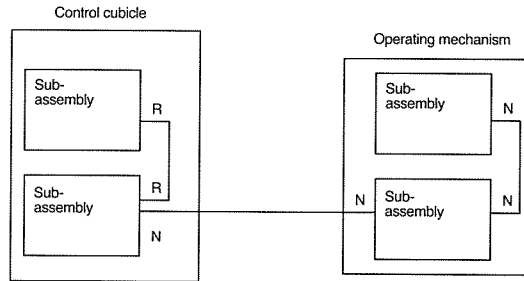 Control cubicle
Operating mechanism
Sub-
assembly
R
Sub-
assembly
N
R
Sub-
assembly
N
N
Sub-
assembly
N